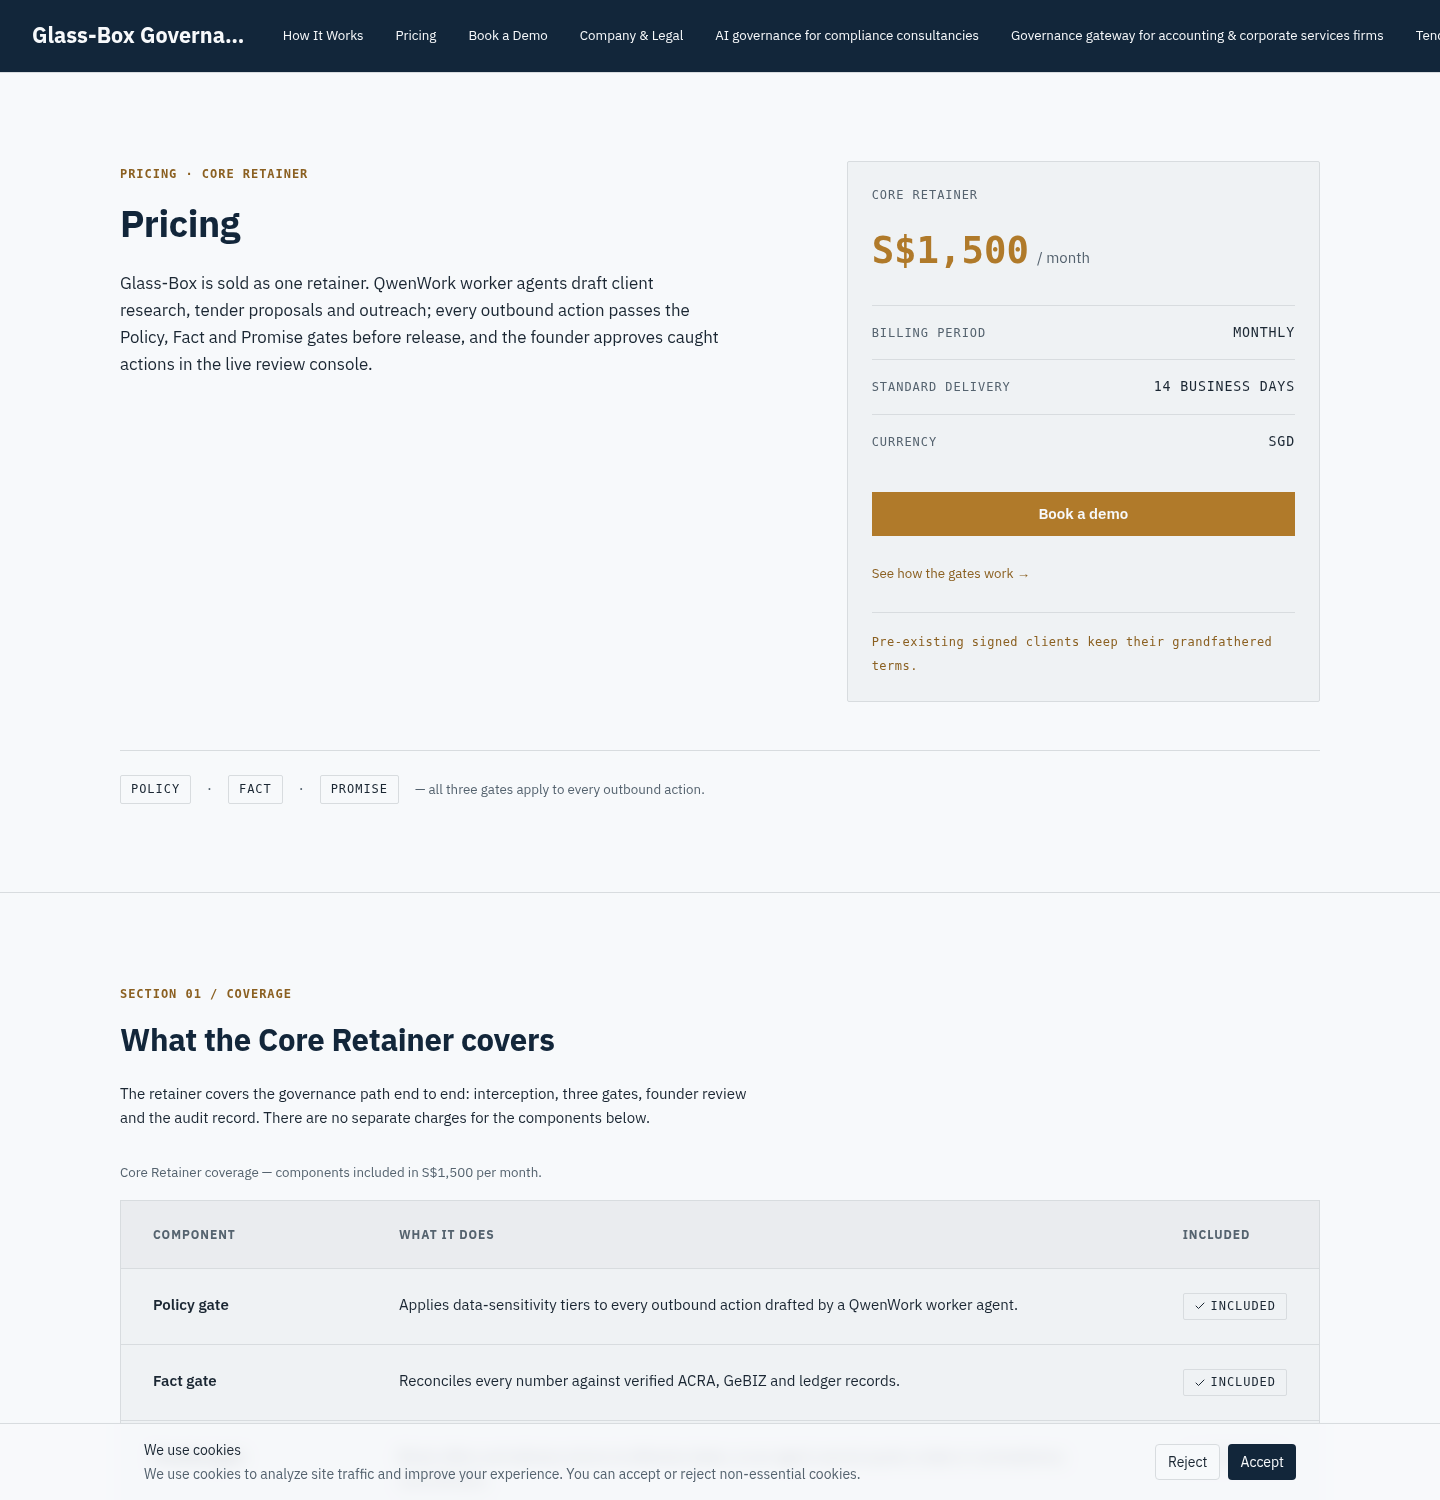 Glass-Box Governa...
How It Works
Pricing
Book a Demo
Company & Legal
AI governance for compliance consultancies
Governance gateway for accounting & corporate services firms
PRICING · CORE RETAINER
Pricing
Glass-Box is sold as one retainer. QwenWork worker agents draft client
research, tender proposals and outreach; every outbound action passes the
Policy, Fact and Promise gates before release, and the founder approves caught
actions in the live review console.
CORE RETAINER
S$1,500 / month
BILLING PERIOD MONTHLY
STANDARD DELIVERY 14 BUSINESS DAYS
CURRENCY SGD
Book a demo
See how the gates work →
Pre-existing signed clients keep their grandfathered
terms.
POLICY · FACT · PROMISE — all three gates apply to every outbound action.
SECTION 01 / COVERAGE
What the Core Retainer covers
The retainer covers the governance path end to end: interception, three gates, founder review
and the audit record. There are no separate charges for the components below.
Core Retainer coverage — components included in S$1,500 per month.
COMPONENT WHAT IT DOES INCLUDED
Policy gate Applies data-sensitivity tiers to every outbound action drafted by a QwenWork worker agent. ✓ INCLUDED
Fact gate Reconciles every number against verified ACRA, GeBIZ and ledger records. ✓ INCLUDED
We use cookies
We use cookies to analyze site traffic and improve your experience. You can accept or reject non-essential cookies.
Reject
Accept